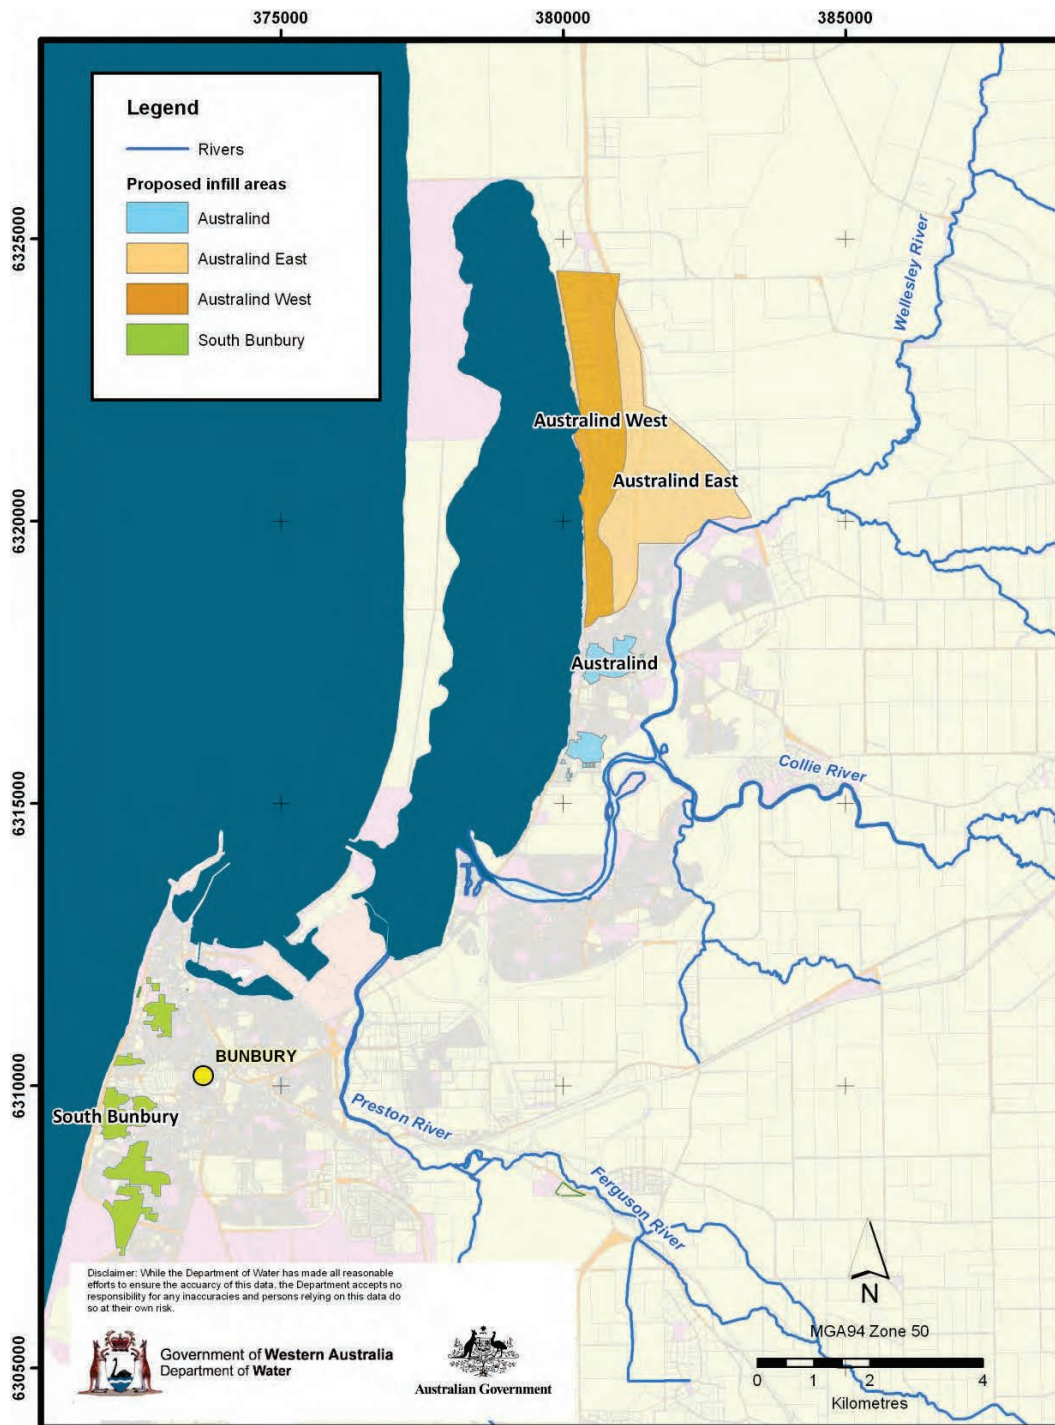 375000
380000
385000
Legend
Rivers
Proposed infill areas
Australind
Australind East
Australind West
South Bunbury
6325000
6320000
6315000
6310000
6305000
Wellesley River
Australind West
Australind East
Australind
Collie River
BUNBURY
South Bunbury
Preston River
Ferguson River
Disclaimer: While the Department of Water has made all reasonable
efforts to ensure the accuarcy of this data, the Department accepts no
responsibility for any inaccuracies and persons relying on this data do
so at their own risk.
Government of Western Australia
Department of Water
Australian Government
N
MGA94 Zone 50
0 1 2 4
Kilometres